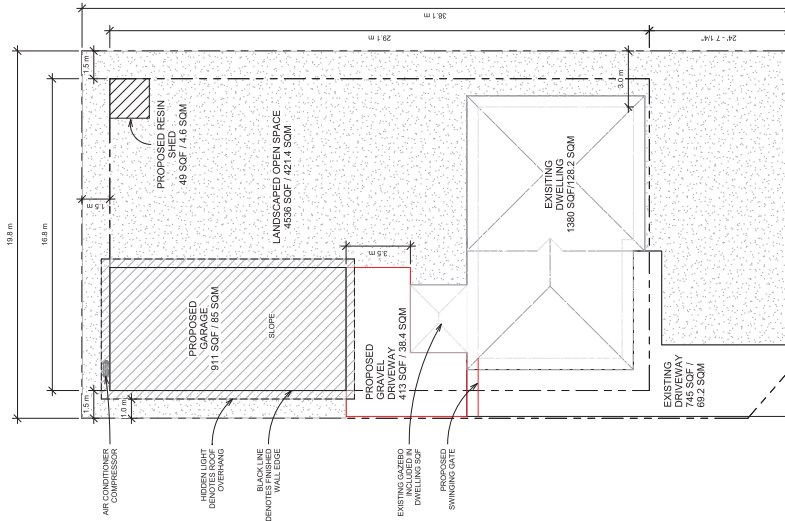 38.1 m
29.1 m
24' - 7 1/4"
1.5 m
3.0 m
PROPOSED RESIN
SHED
49 SQF / 4.6 SQM
1.5 m
19.8 m
16.8 m
LANDSCAPED OPEN SPACE
4536 SQF / 421.4 SQM
EXISITING
DWELLING
1380 SQF/128.2 SQM
3.5 m
PROPOSED
GARAGE
911 SQF / 85 SQM
SLOPE
PROPOSED
GRAVEL
DRIVEWAY
413 SQF / 38.4 SQM
EXISTING
DRIVEWAY
745 SQF /
69.2 SQM
1.5 m
1.0 m
AIR CONDITIONER
COMPRESSOR
HIDDEN LIGHT
DENOTES ROOF
OVERHANG
BLACK LINE
DENOTES FINISHED
WALL EDGE
EXISTING GAZEBO
INCLUDED IN
DWELLING SQF
PROPOSED
SWINGING GATE